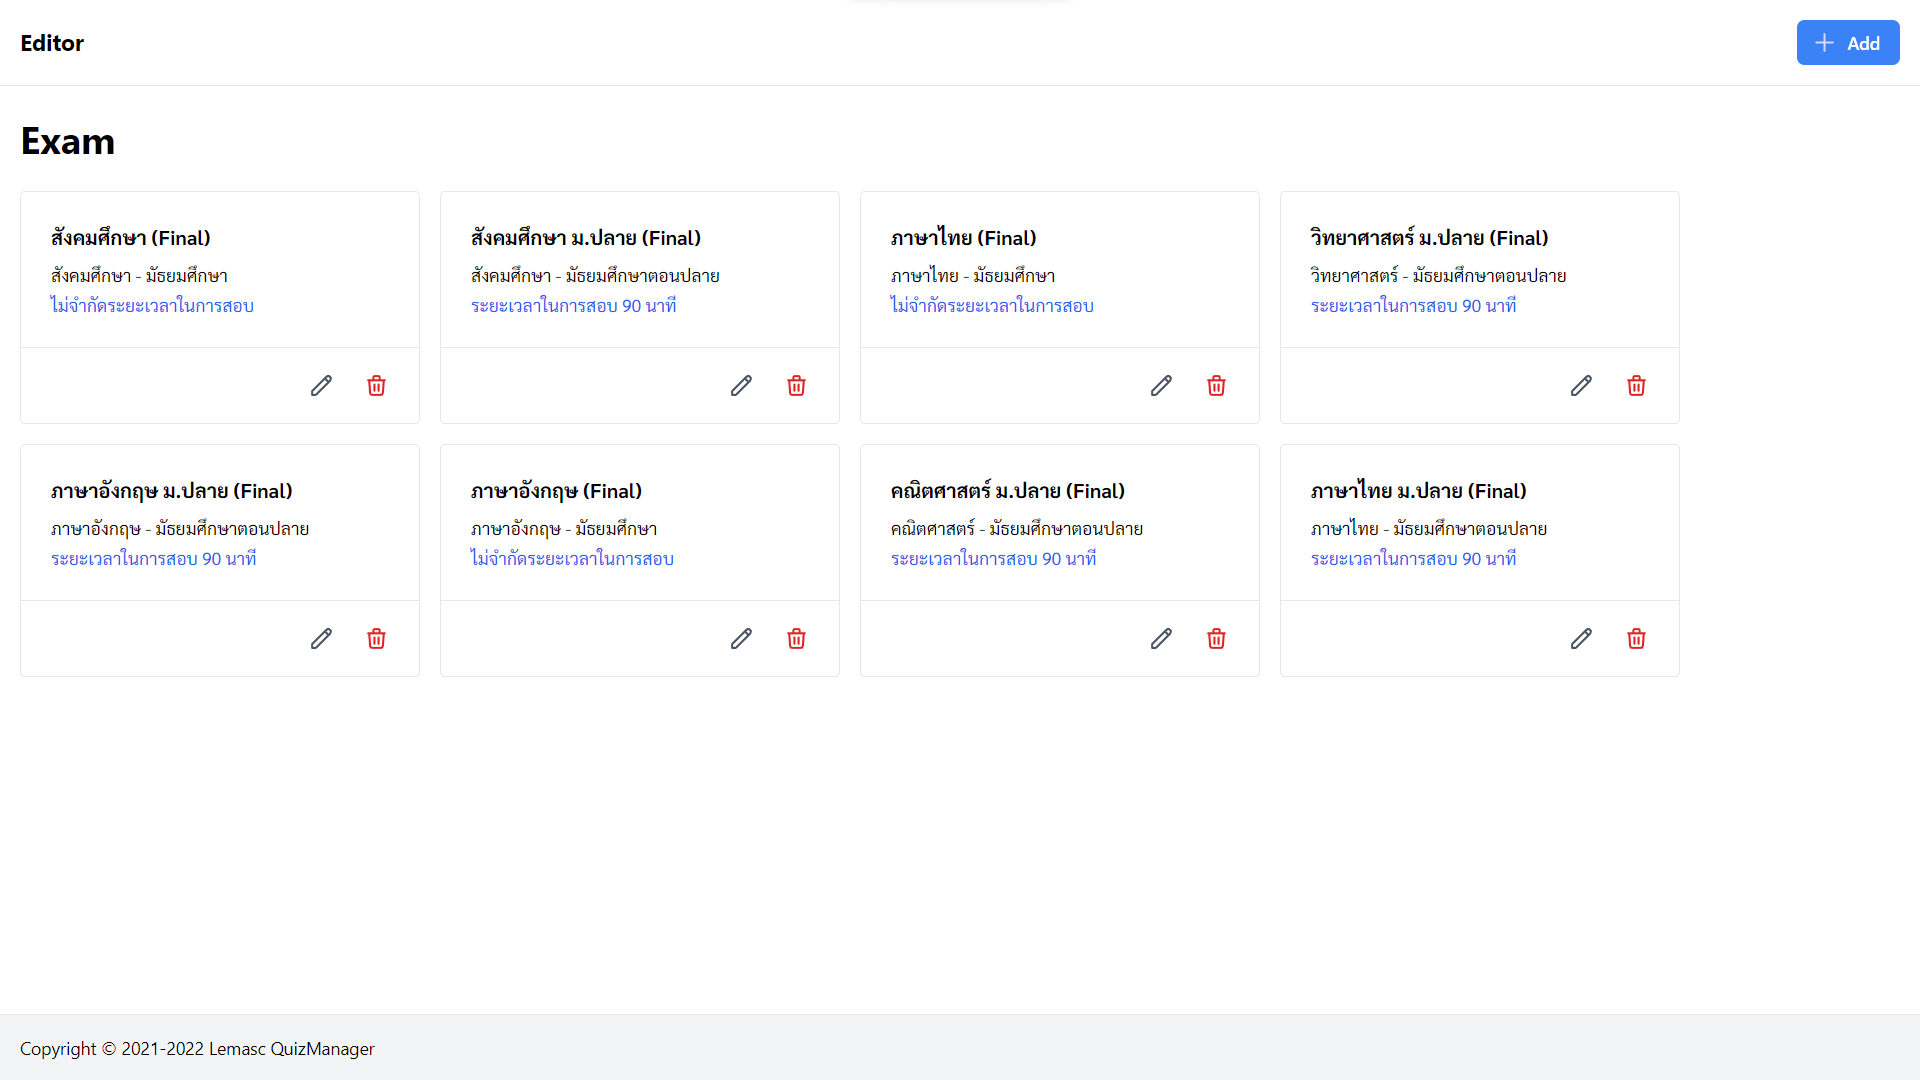 Editor
Add
Exam
สังคมศึกษา (Final)
สังคมศึกษา - มัธยมศึกษา
ไม่จำกัดระยะเวลาในการสอบ
สังคมศึกษา ม.ปลาย (Final)
สังคมศึกษา - มัธยมศึกษาตอนปลาย
ระยะเวลาในการสอบ 90 นาที
ภาษาไทย (Final)
ภาษาไทย - มัธยมศึกษา
ไม่จำกัดระยะเวลาในการสอบ
วิทยาศาสตร์ ม.ปลาย (Final)
วิทยาศาสตร์ - มัธยมศึกษาตอนปลาย
ระยะเวลาในการสอบ 90 นาที
ภาษาอังกฤษ ม.ปลาย (Final)
ภาษาอังกฤษ - มัธยมศึกษาตอนปลาย
ระยะเวลาในการสอบ 90 นาที
ภาษาอังกฤษ (Final)
ภาษาอังกฤษ - มัธยมศึกษา
ไม่จำกัดระยะเวลาในการสอบ
คณิตศาสตร์ ม.ปลาย (Final)
คณิตศาสตร์ - มัธยมศึกษาตอนปลาย
ระยะเวลาในการสอบ 90 นาที
ภาษาไทย ม.ปลาย (Final)
ภาษาไทย - มัธยมศึกษาตอนปลาย
ระยะเวลาในการสอบ 90 นาที
Copyright © 2021-2022 Lemasc QuizManager